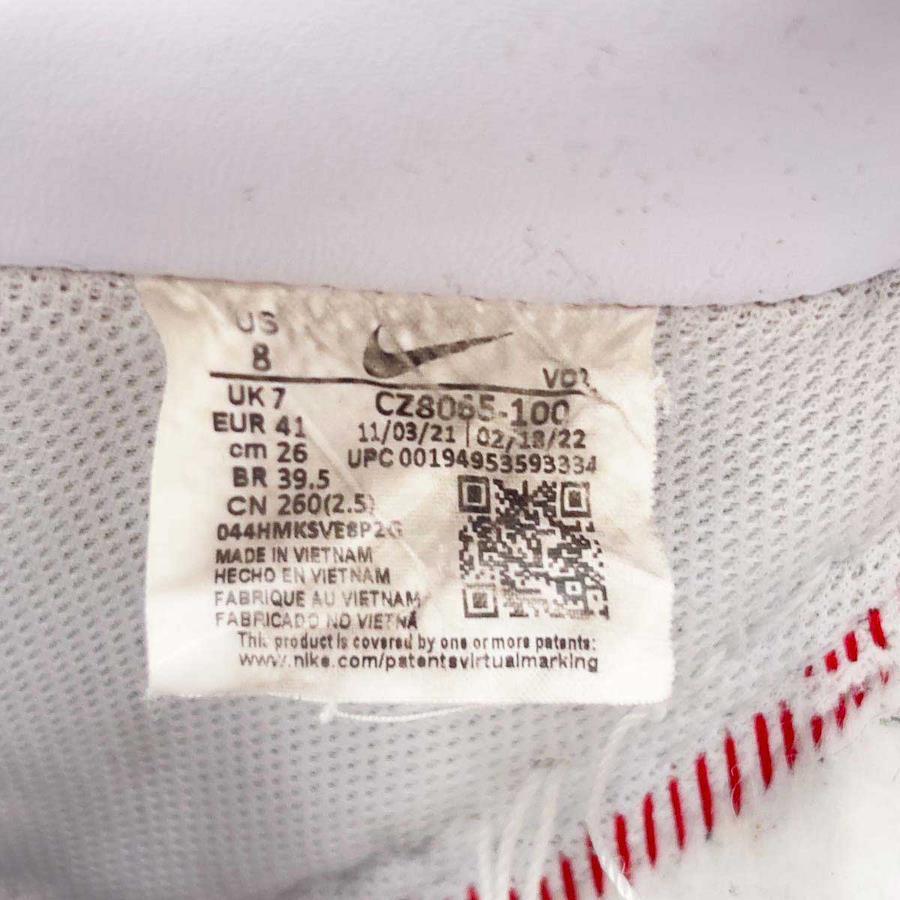 US
8
UK 7
EUR 41
cm 26
BR 39.5
CN 260(2.5)
CZ8065-100
11/03/21 | 02/18/22
UPC 00194953593334
MADE IN VIETNAM
HECHO EN VIETNAM
FABRIQUE AU VIETNAM
FABRICADO NO VIETNA
This product is covered by one or more patents:
www.nike.com/patentsvirtualmarking